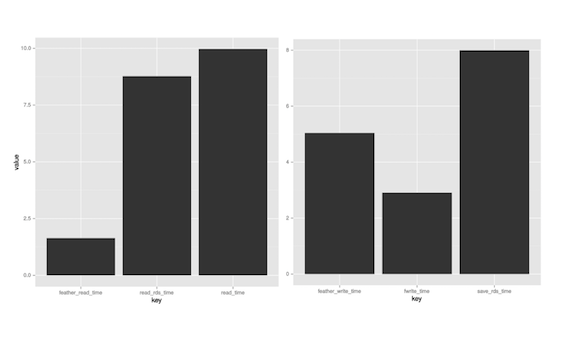 10.0
7.5
5.0
2.5
0.0
value
feather_read_time
read_rds_time
read_time
key
8
6
4
2
0
feather_write_time
fwrite_time
save_rds_time
key